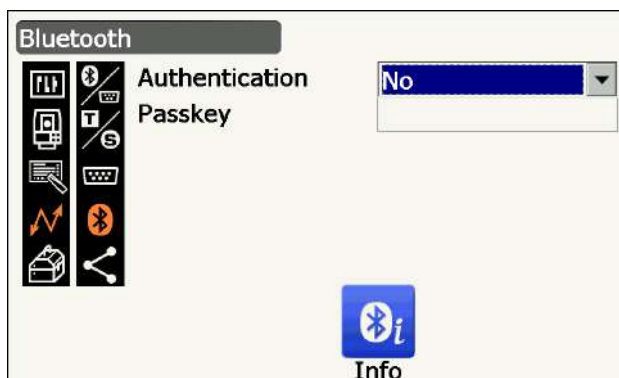 Bluetooth
Authentication No
Passkey
T/S
i
Info